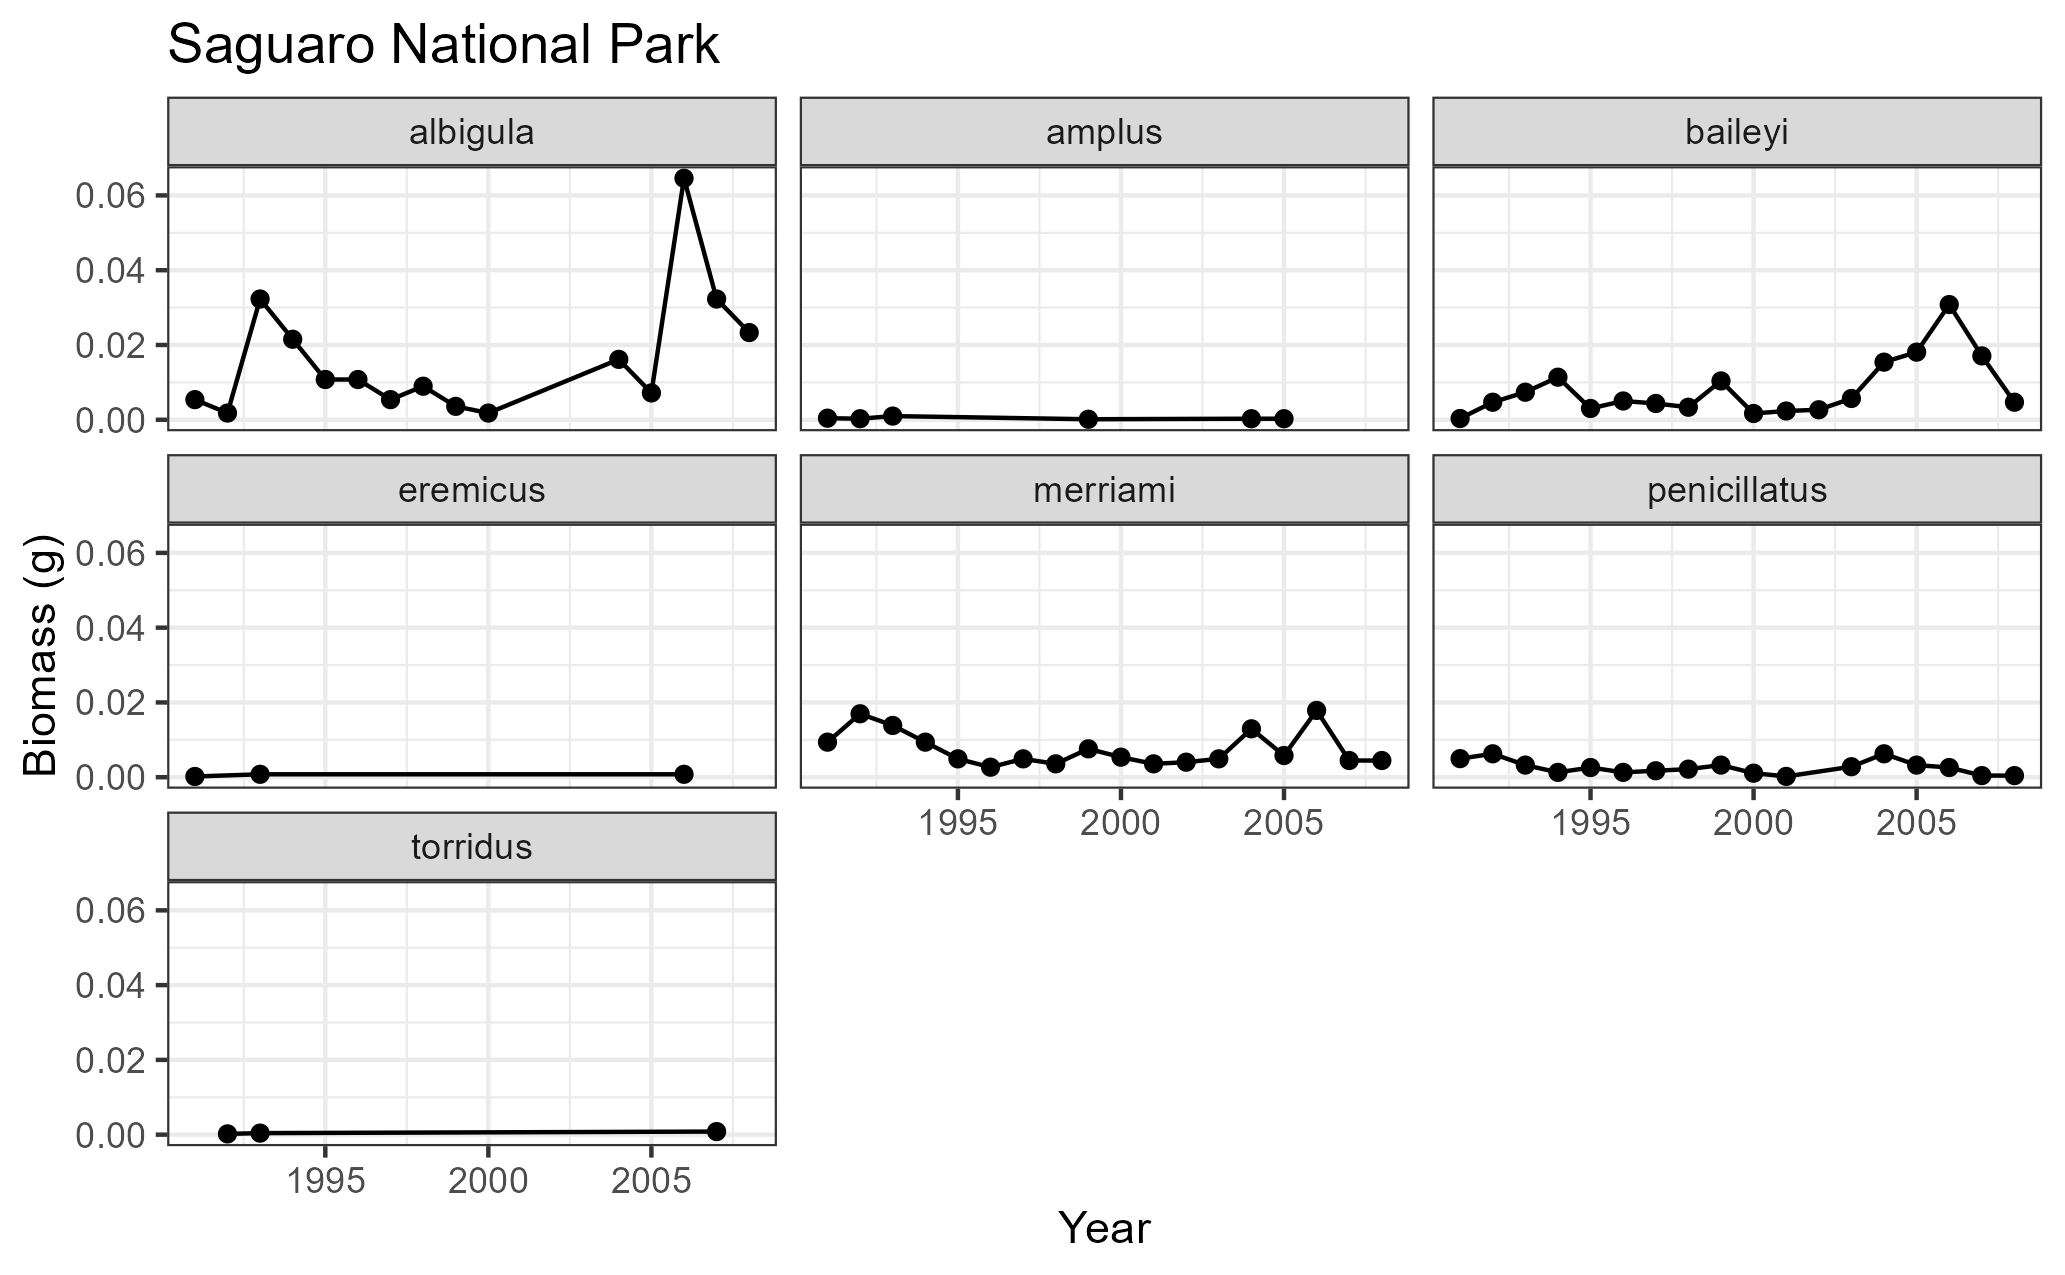 Saguaro National Park
albigula
amplus
baileyi
0.06
0.04
0.02
0.00
eremicus
merriami
penicillatus
0.06
0.04
0.02
0.00
1995 2000 2005
1995 2000 2005
torridus
0.06
0.04
0.02
0.00
1995 2000 2005
Biomass (g)
Year